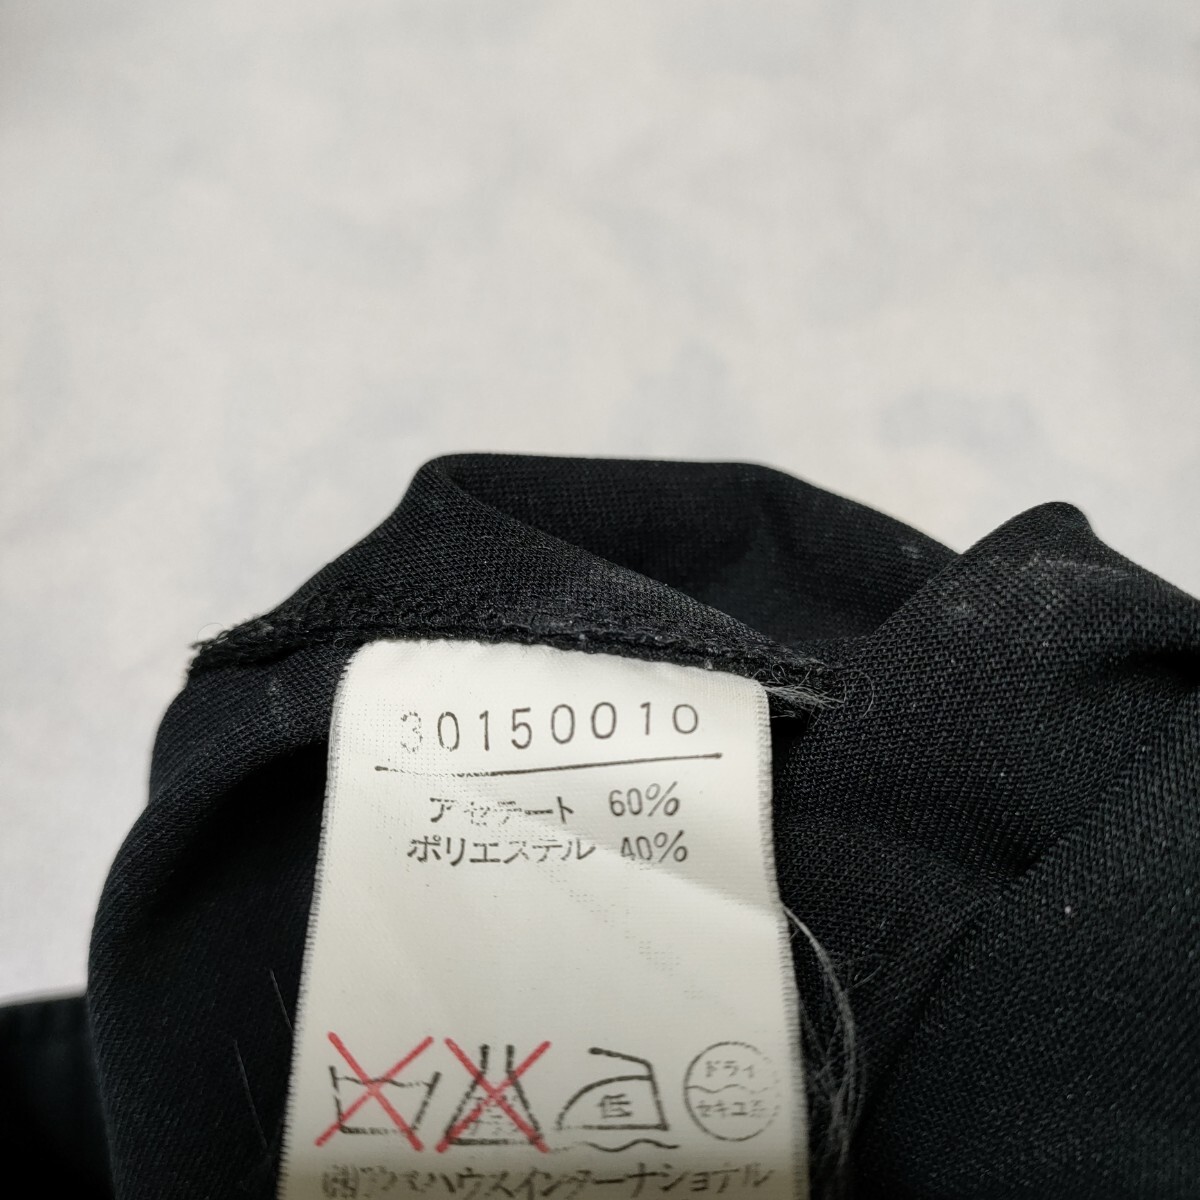 30150010
アセテート 60%
ポリエステル 40%
低
ドライ
セキユ系
ハウスインターナショナル